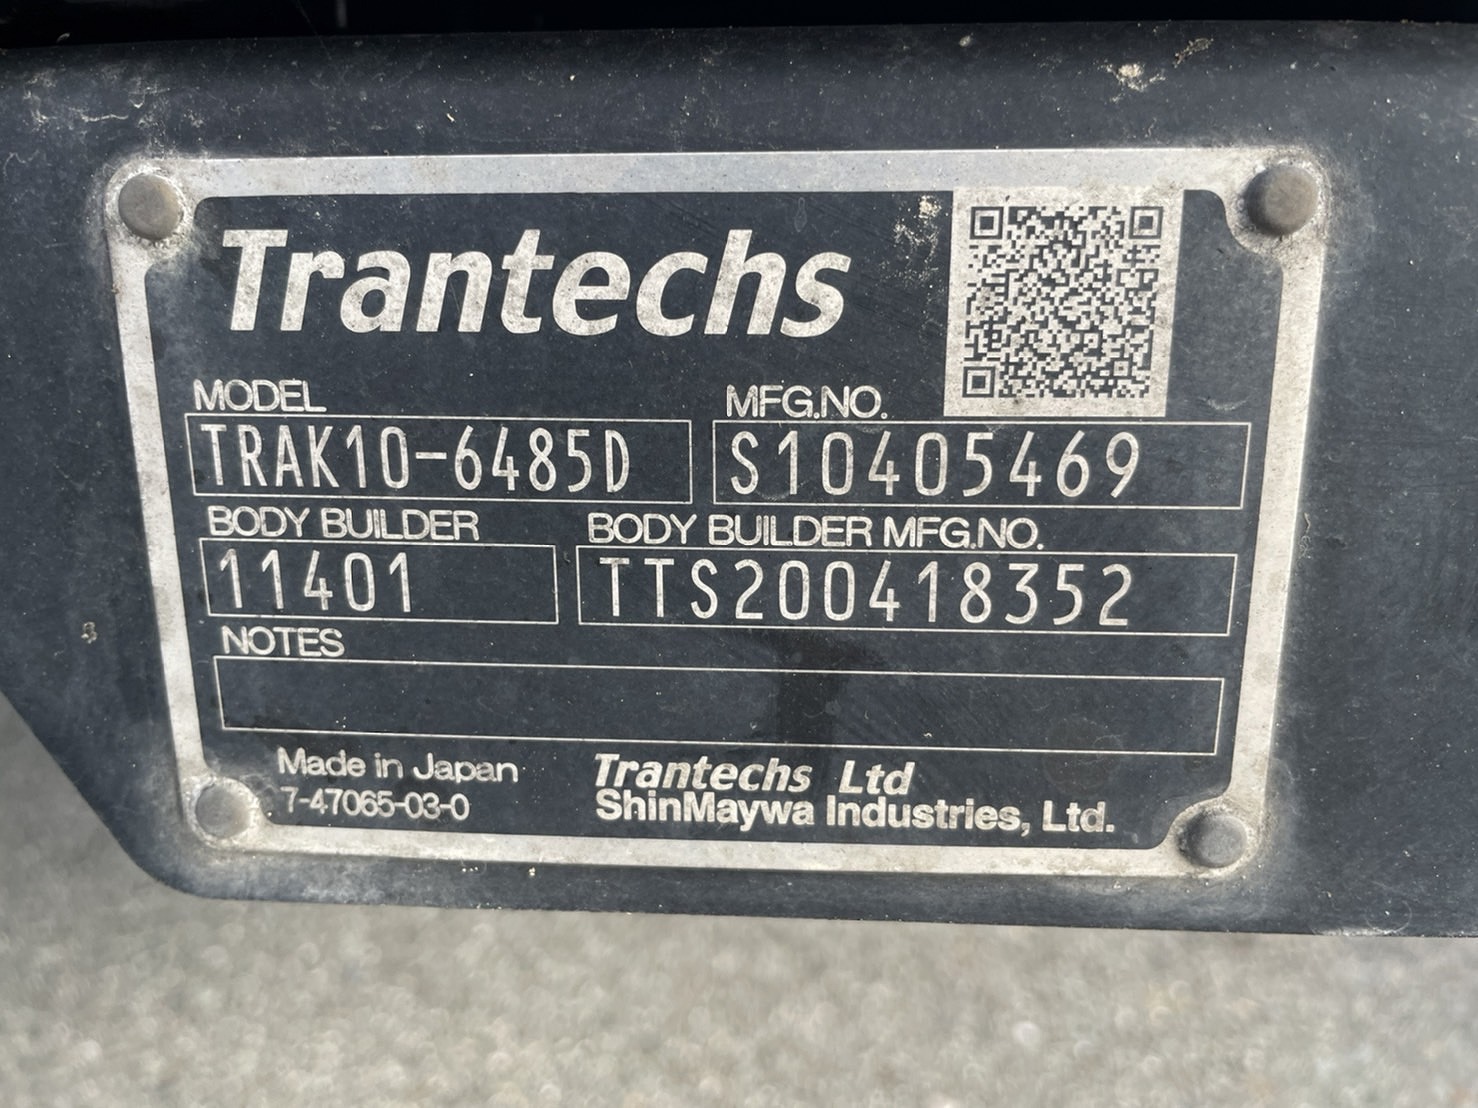 Trantechs
MODEL
MFG.NO.
TRAK10-6485D
S10405469
BODY BUILDER
BODY BUILDER MFG.NO.
11401
TTS200418352
NOTES
Made in Japan
7-47065-03-0
Trantechs Ltd
ShinMaywa Industries, Ltd.